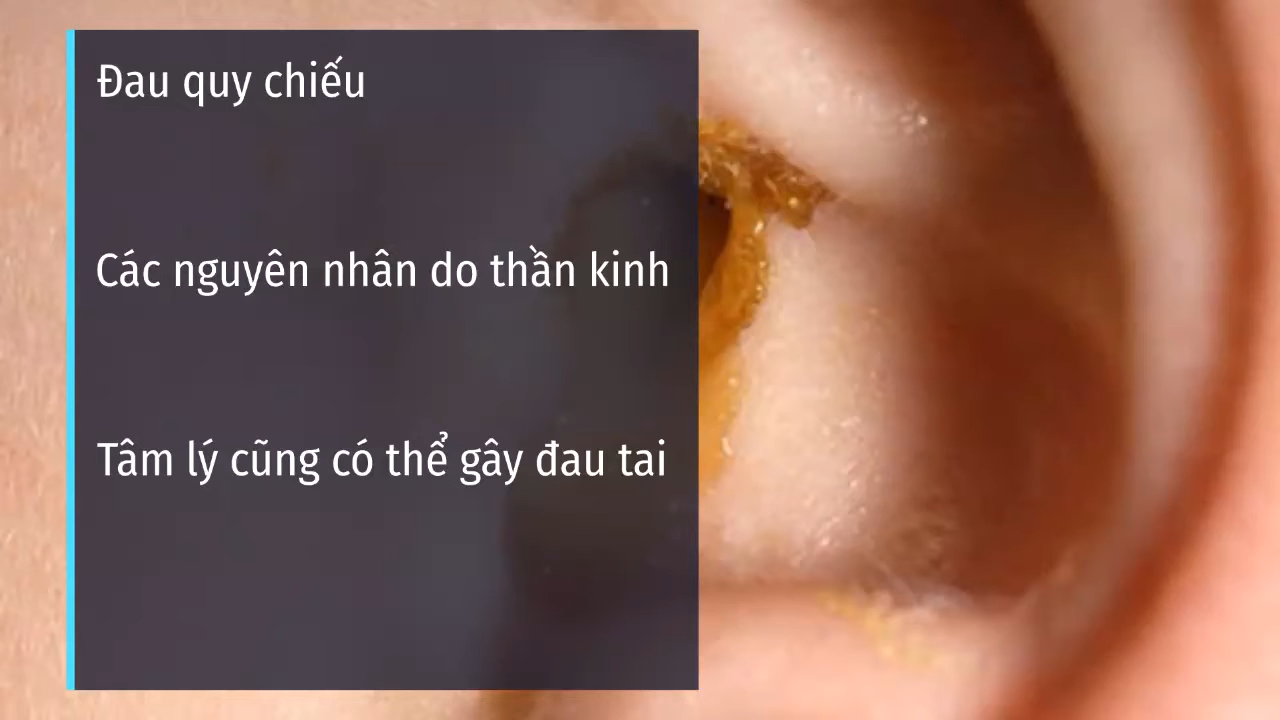 Đau quy chiếu
Các nguyên nhân do thần kinh
Tâm lý cũng có thể gây đau tai